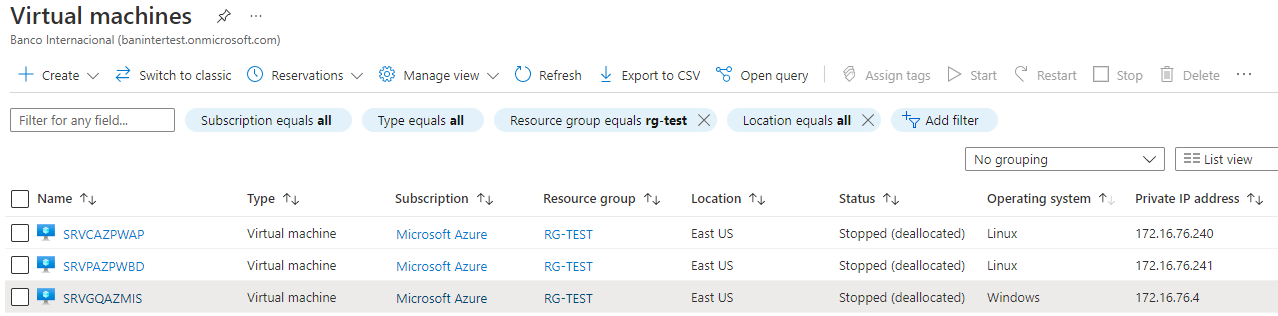 Virtual machines
Banco Internacional (banintertest.onmicrosoft.com)
Create Switch to classic Reservations Manage view Refresh Export to CSV Open query Assign tags Start Restart Stop Delete
Filter for any field... Subscription equals all Type equals all Resource group equals rg-test Location equals all Add filter
No grouping List view
Name Type Subscription Resource group Location Status Operating system Private IP address
SRVCAZPWAP Virtual machine Microsoft Azure RG-TEST East US Stopped (deallocated) Linux 172.16.76.240
SRVPAZPWBD Virtual machine Microsoft Azure RG-TEST East US Stopped (deallocated) Linux 172.16.76.241
SRVGQAZMIS Virtual machine Microsoft Azure RG-TEST East US Stopped (deallocated) Windows 172.16.76.4